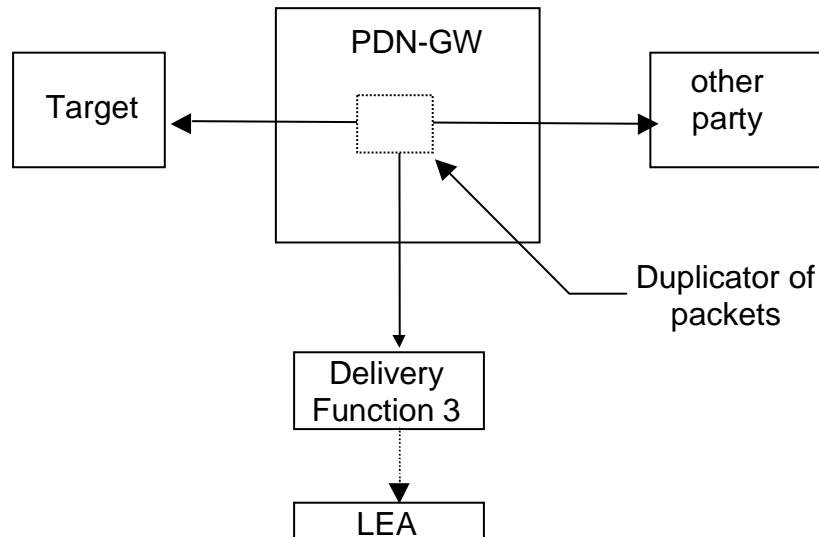 PDN-GW
Target
other
party
Duplicator of
packets
Delivery
Function 3
LEA